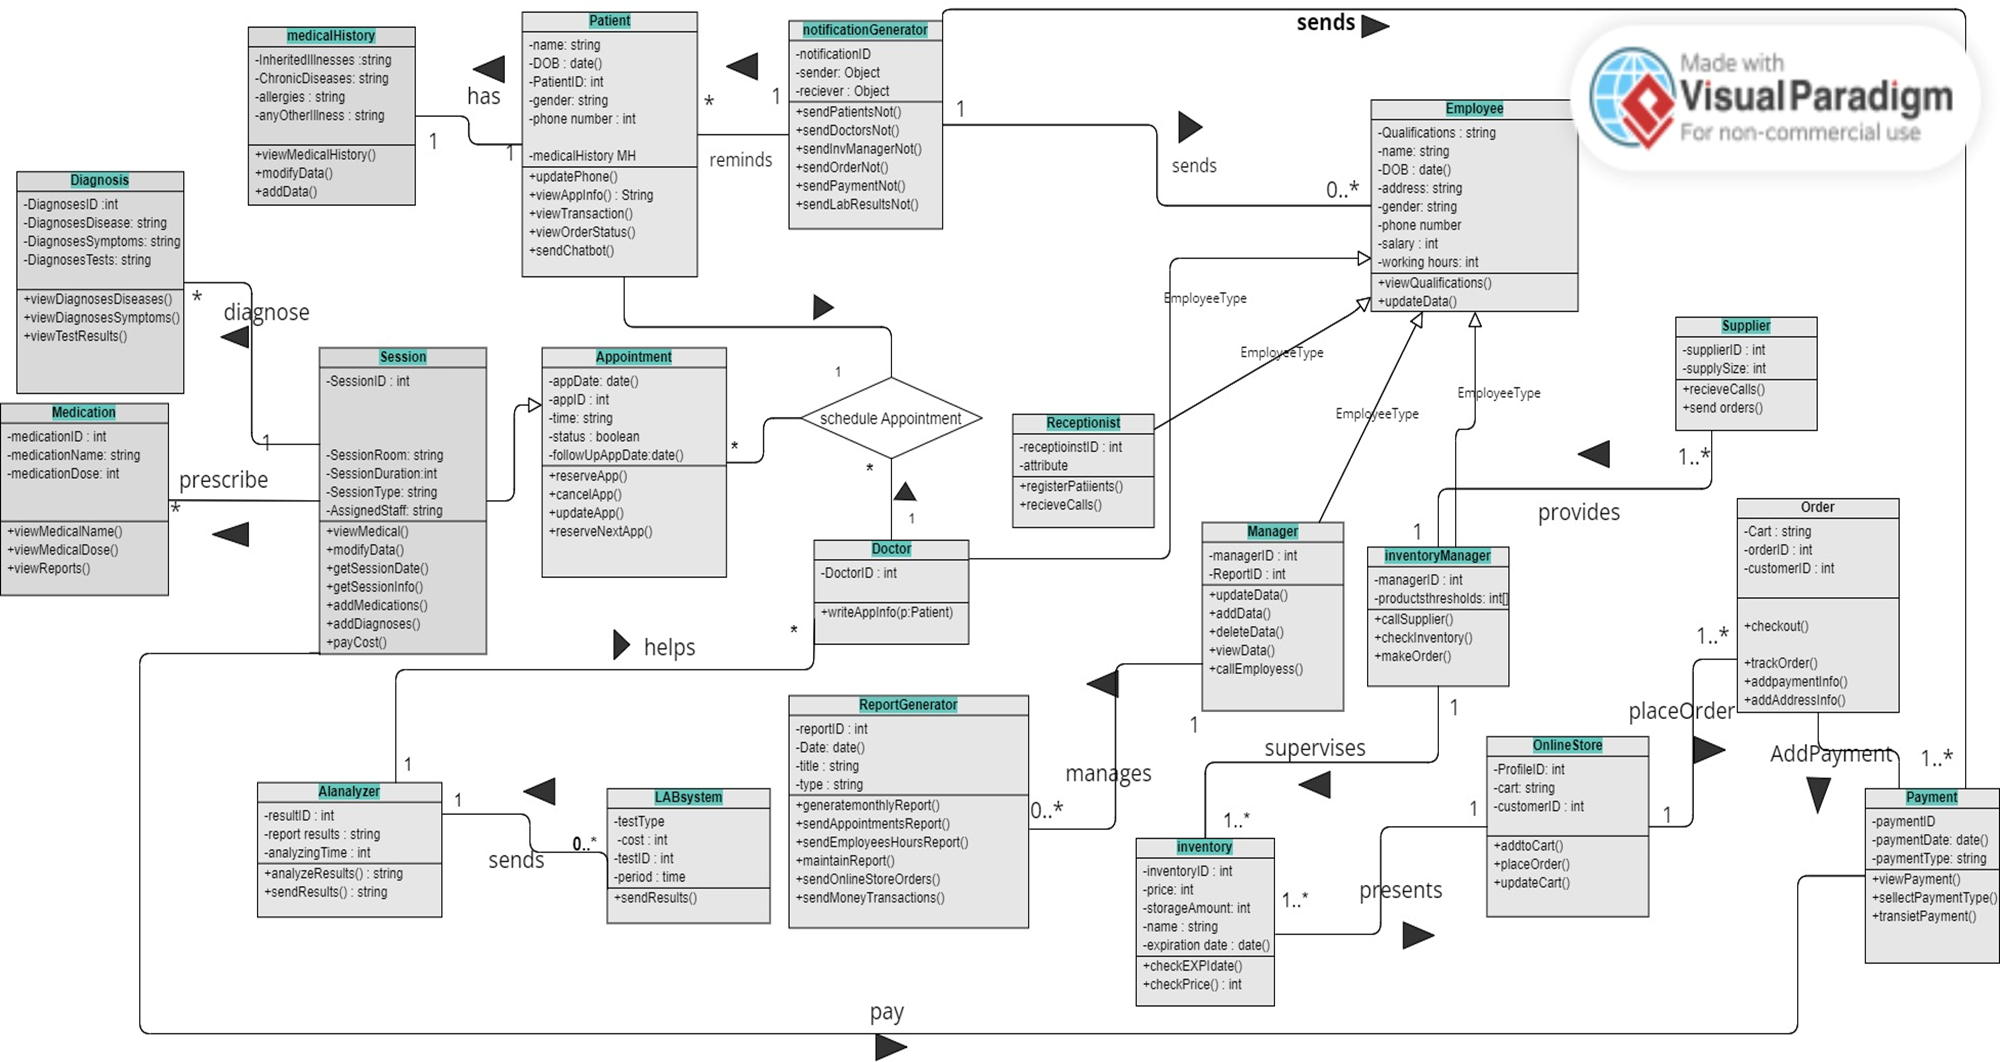 sends
Made with
Visual Paradigm
For non-commercial use
medicalHistory
-InheritedIllnesses :string
-ChronicDiseases: string
-allergies : string
-anyOtherIllness : string
+viewMedicalHistory()
+modifyData()
+addData()
has
1
1
Patient
-name: string
-DOB : date()
-PatientID: int
-gender: string
-phone number : int
-medicalHistory MH
+updatePhone()
+viewAppInfo() : String
+viewTransaction()
+viewOrderStatus()
+sendChatbot()
*
1
reminds
notificationGenerator
-notificationID
-sender: Object
-reciever : Object
+sendPatientsNot()
+sendDoctorsNot()
+sendInvManagerNot()
+sendOrderNot()
+sendPaymentNot()
+sendLabResultsNot()
1
sends
0..*
Employee
-Qualifications : string
-name: string
-DOB : date()
-address: string
-gender: string
-phone number
-salary : int
-working hours: int
+viewQualifications()
+updateData()
Diagnosis
-DiagnosesID :int
-DiagnosesDisease: string
-DiagnosesSymptoms: string
-DiagnosesTests: string
+viewDiagnosesDiseases()
+viewDiagnosesSymptoms()
+viewTestResults()
*
diagnose
1
Medication
-medicationID : int
-medicationName: string
-medicationDose: int
+viewMedicalName()
+viewMedicalDose()
+viewReports()
prescribe
*
Session
-SessionID : int
-SessionRoom: string
-SessionDuration:int
-SessionType: string
-AssignedStaff: string
+viewMedical()
+modifyData()
+getSessionDate()
+getSessionInfo()
+addMedications()
+addDiagnoses()
+payCost()
Appointment
-appDate: date()
-appID : int
-time: string
-status : boolean
-followUpAppDate:date()
+reserveApp()
+cancelApp()
+updateApp()
+reserveNextApp()
*
1
schedule Appointment
*
1
Doctor
-DoctorID : int
+writeAppInfo(p:Patient)
*
helps
1
EmployeeType
EmployeeType
EmployeeType
EmployeeType
Receptionist
-receptioinstID : int
-attribute
+registerPatiients()
+recieveCalls()
Supplier
-supplierID : int
-supplySize: int
+recieveCalls()
+send orders()
1..*
provides
1
Manager
-managerID : int
-ReportID : int
+updateData()
+addData()
+deleteData()
+viewData()
+callEmployess()
1
manages
0..*
inventoryManager
-managerID : int
-productsthresholds: int[]
+callSupplier()
+checkInventory()
+makeOrder()
1
supervises
1..*
Order
-Cart : string
-orderID : int
-customerID : int
+checkout()
+trackOrder()
+addpaymentInfo()
+addAddressInfo()
1..*
placeOrder
1
AddPayment
1..*
AIanalyzer
-resultID : int
-report results : string
-analyzingTime : int
+analyzeResults() : string
+sendResults() : string
1
sends
0..*
LABsystem
-testType
-cost : int
-testID : int
-period : time
+sendResults()
ReportGenerator
-reportID : int
-Date: date()
-title : string
-type : string
+generatemonthlyReport()
+sendAppointmentsReport()
+sendEmployeesHoursReport()
+maintainReport()
+sendOnlineStoreOrders()
+sendMoneyTransactions()
inventory
-inventoryID : int
-price: int
-storageAmount: int
-name : string
-expiration date : date()
+checkEXPIdate()
+checkPrice() : int
1..*
presents
1
OnlineStore
-ProfileID: int
-cart: string
-customerID : int
+addtoCart()
+placeOrder()
+updateCart()
Payment
-paymentID
-paymentDate: date()
-paymentType: string
+viewPayment()
+sellectPaymentType()
+transietPayment()
pay